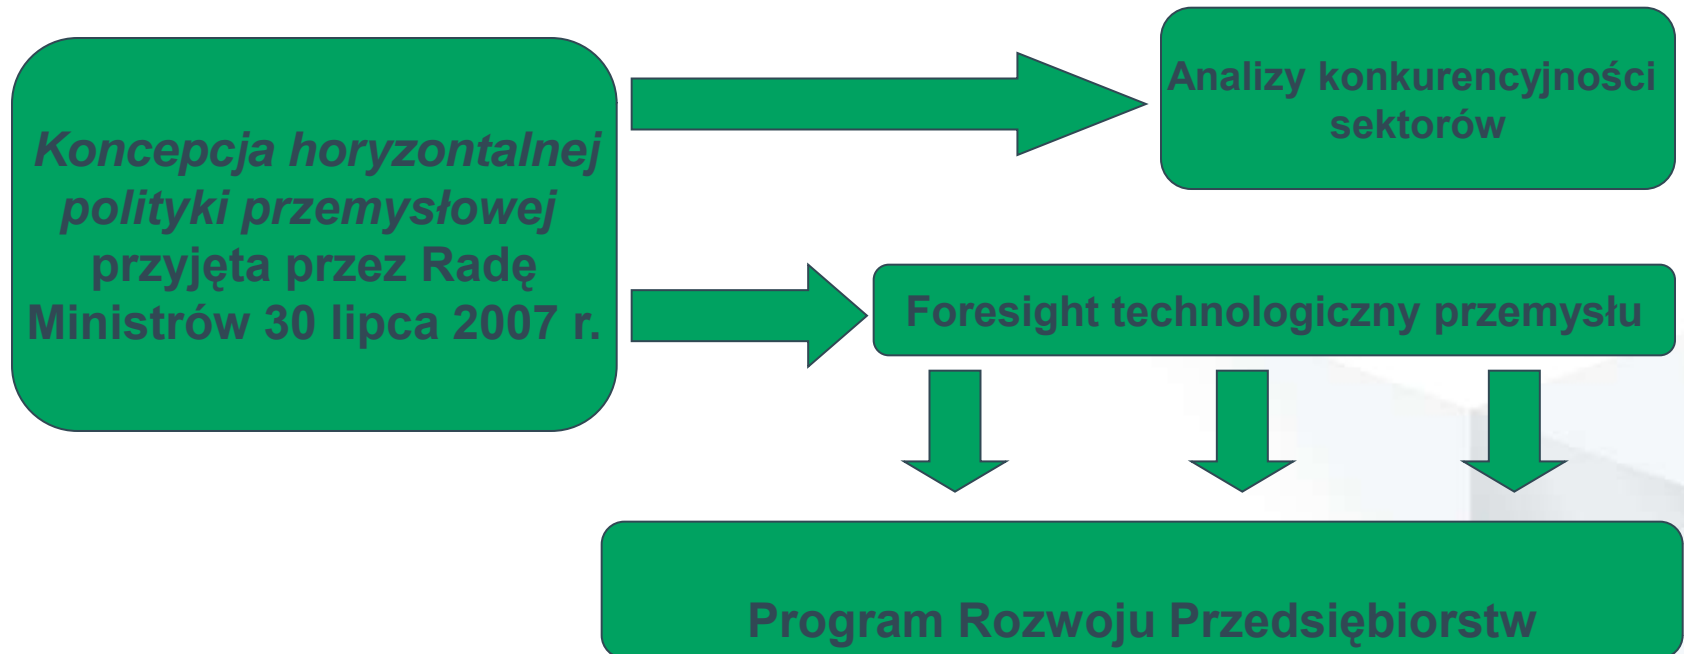 Koncepcja horyzontalnej
polityki przemysłowej
przyjęta przez Radę
Ministrów 30 lipca 2007 r.
Analizy konkurencyjności
sektorów
Foresight technologiczny przemysłu
Program Rozwoju Przedsiębiorstw